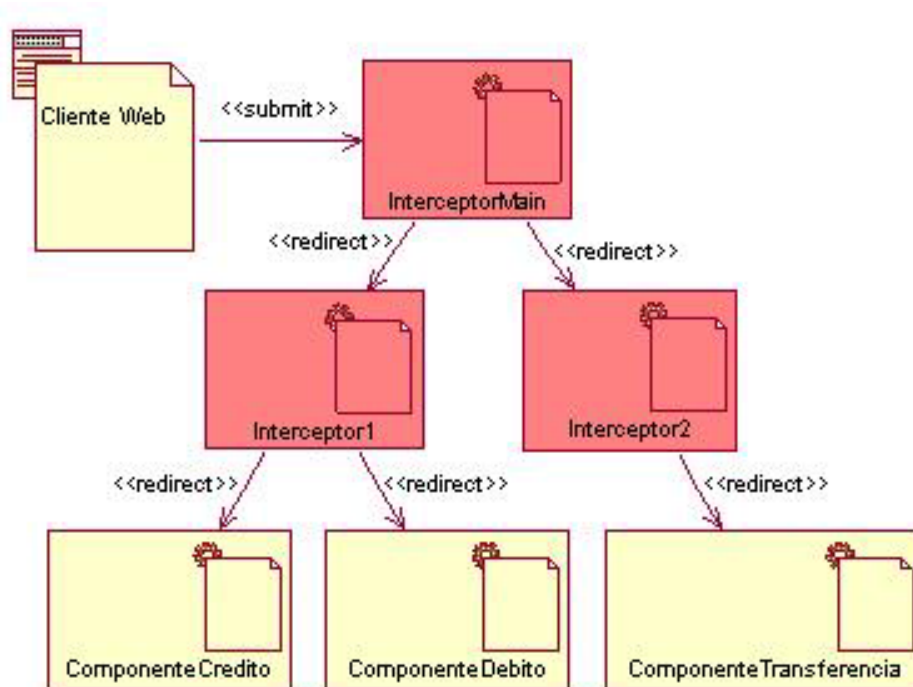 Cliente Web
<<submit>>
InterceptorMain
<<redirect>>
<<redirect>>
Interceptor1
Interceptor2
<<redirect>>
<<redirect>>
<<redirect>>
ComponenteCredito
ComponenteDebito
ComponenteTransferencia